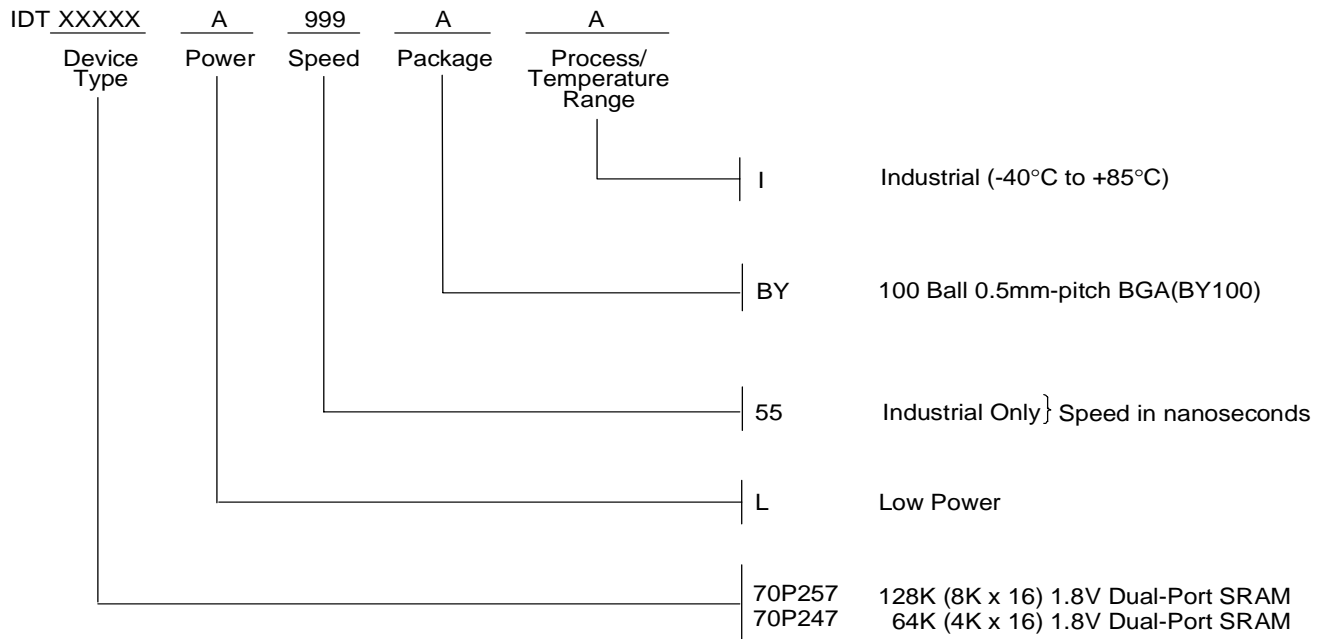 IDT XXXXX A 999 A A
Device Type Power Speed Package Process/ Temperature Range
I Industrial (-40°C to +85°C)
BY 100 Ball 0.5mm-pitch BGA(BY100)
55 Industrial Only } Speed in nanoseconds
L Low Power
70P257 128K (8K x 16) 1.8V Dual-Port SRAM
70P247 64K (4K x 16) 1.8V Dual-Port SRAM